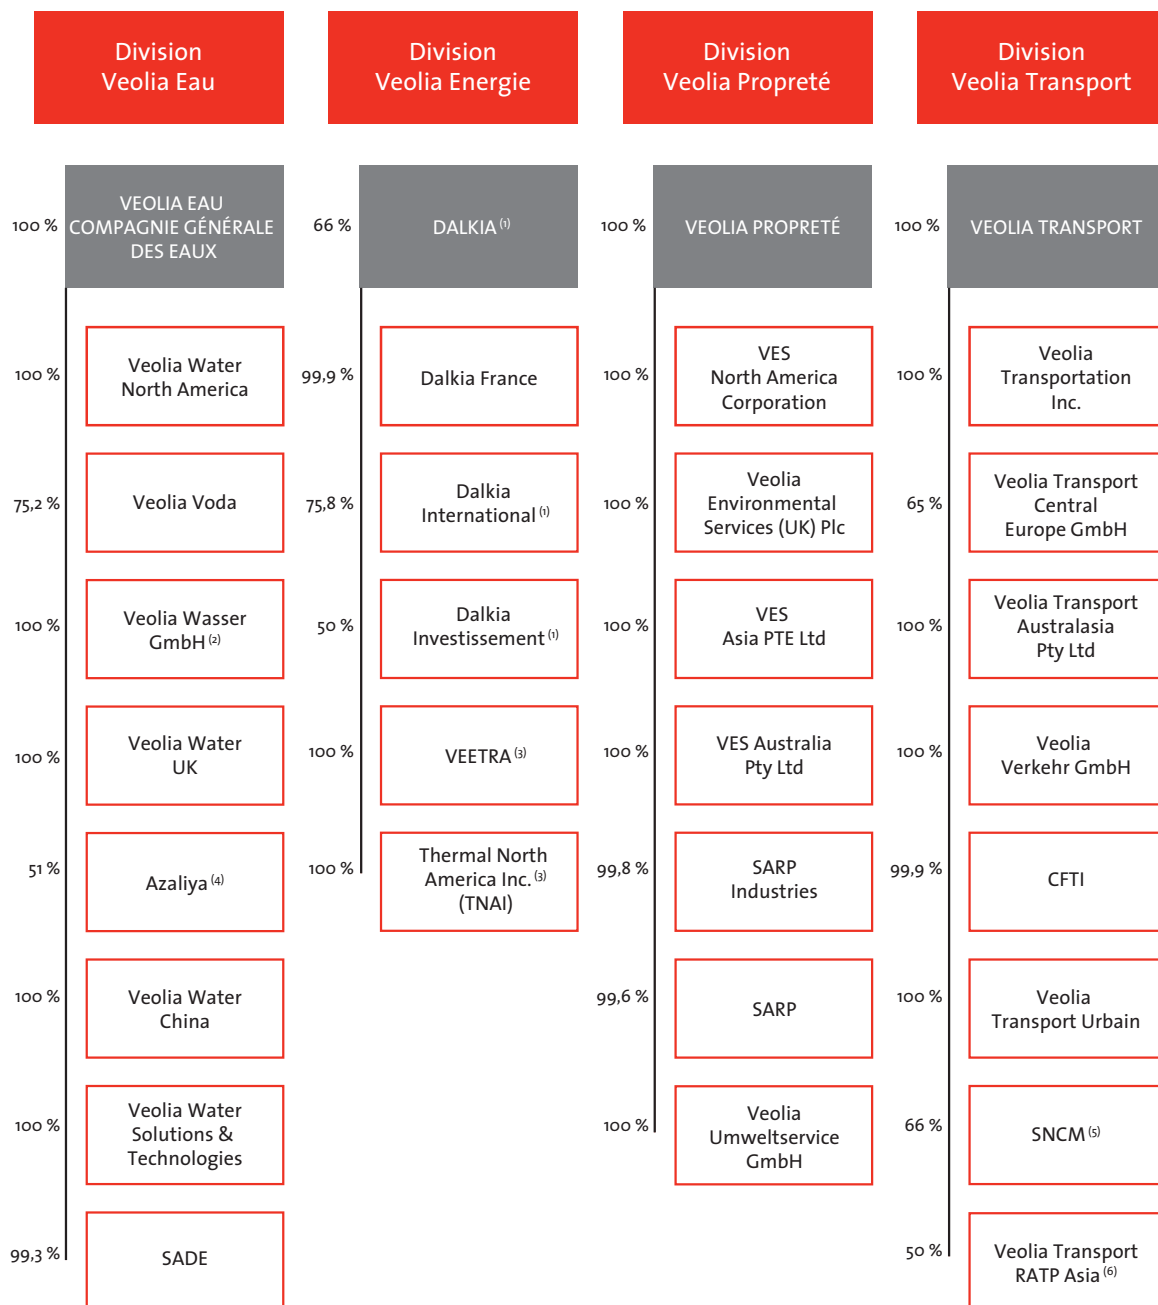 Division
Veolia Eau
100 %
VEOLIA EAU
COMPAGNIE GÉNÉRALE
DES EAUX
100 %
Veolia Water
North America
75,2 %
Veolia Voda
100 %
Veolia Wasser
GmbH (2)
100 %
Veolia Water
UK
51 %
Azaliya (4)
100 %
Veolia Water
China
100 %
Veolia Water
Solutions &
Technologies
99,3 %
SADE
Division
Veolia Energie
66 %
DALKIA (1)
99,9 %
Dalkia France
75,8 %
Dalkia
International (1)
50 %
Dalkia
Investissement (1)
100 %
VEETRA (3)
100 %
Thermal North
America Inc. (3)
(TNAI)
Division
Veolia Propreté
100 %
VEOLIA PROPRETÉ
100 %
VES
North America
Corporation
100 %
Veolia
Environmental
Services (UK) Plc
100 %
VES
Asia PTE Ltd
100 %
VES Australia
Pty Ltd
99,8 %
SARP
Industries
99,6 %
SARP
100 %
Veolia
Umweltservice
GmbH
Division
Veolia Transport
100 %
VEOLIA TRANSPORT
100 %
Veolia
Transportation
Inc.
65 %
Veolia Transport
Central
Europe GmbH
100 %
Veolia Transport
Australasia
Pty Ltd
100 %
Veolia
Verkehr GmbH
99,9 %
CFTI
100 %
Veolia
Transport Urbain
66 %
SNCM (5)
50 %
Veolia Transport
RATP Asia (6)